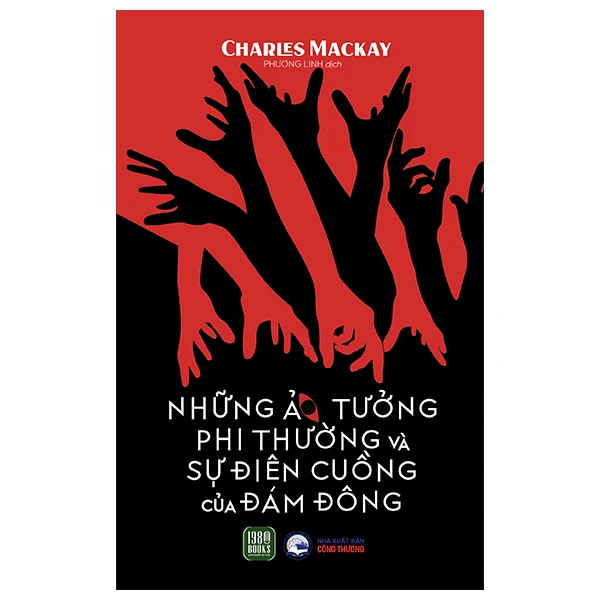 CHARLES MACKAY
PHƯƠNG LINH dịch
NHỮNG ẢO TƯỞNG
PHI THƯỜNG VÀ
SỰ ĐIÊN CUỒNG
CỦA ĐÁM ĐÔNG
1980
BOOKS
NHÀ XUẤT BẢN
CÔNG THƯƠNG